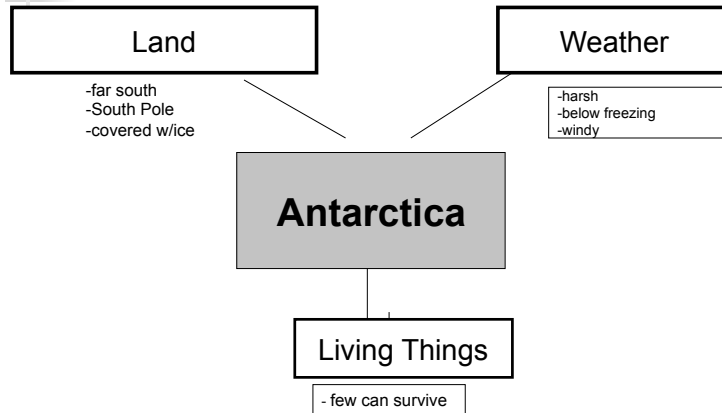 Land
-far south
-South Pole
-covered w/ice
Weather
-harsh
-below freezing
-windy
Antarctica
Living Things
- few can survive